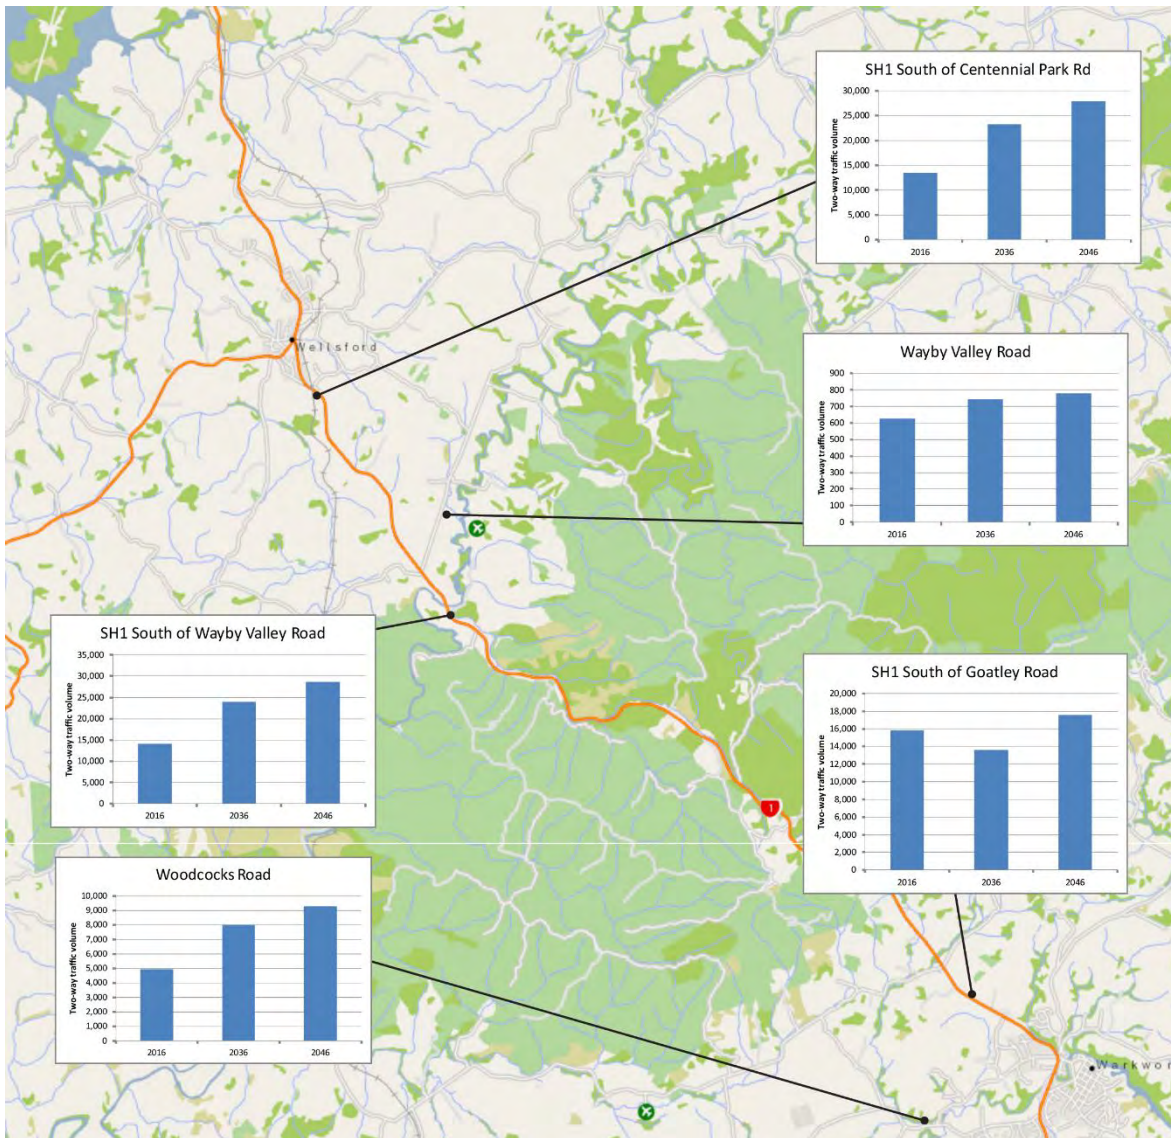 SH1 South of Centennial Park Rd
Two-way traffic volume
30,000
25,000
20,000
15,000
10,000
5,000
0
2016 2036 2046
Wellsford
Wayby Valley Road
Two-way traffic volume
900
800
700
600
500
400
300
200
100
0
2016 2036 2046
SH1 South of Wayby Valley Road
Two-way traffic volume
35,000
30,000
25,000
20,000
15,000
10,000
5,000
0
2016 2036 2046
SH1 South of Goatley Road
Two-way traffic volume
20,000
18,000
16,000
14,000
12,000
10,000
8,000
6,000
4,000
2,000
0
2016 2036 2046
1
Woodcocks Road
Two-way traffic volume
10,000
9,000
8,000
7,000
6,000
5,000
4,000
3,000
2,000
1,000
0
2016 2036 2046
Warkwor